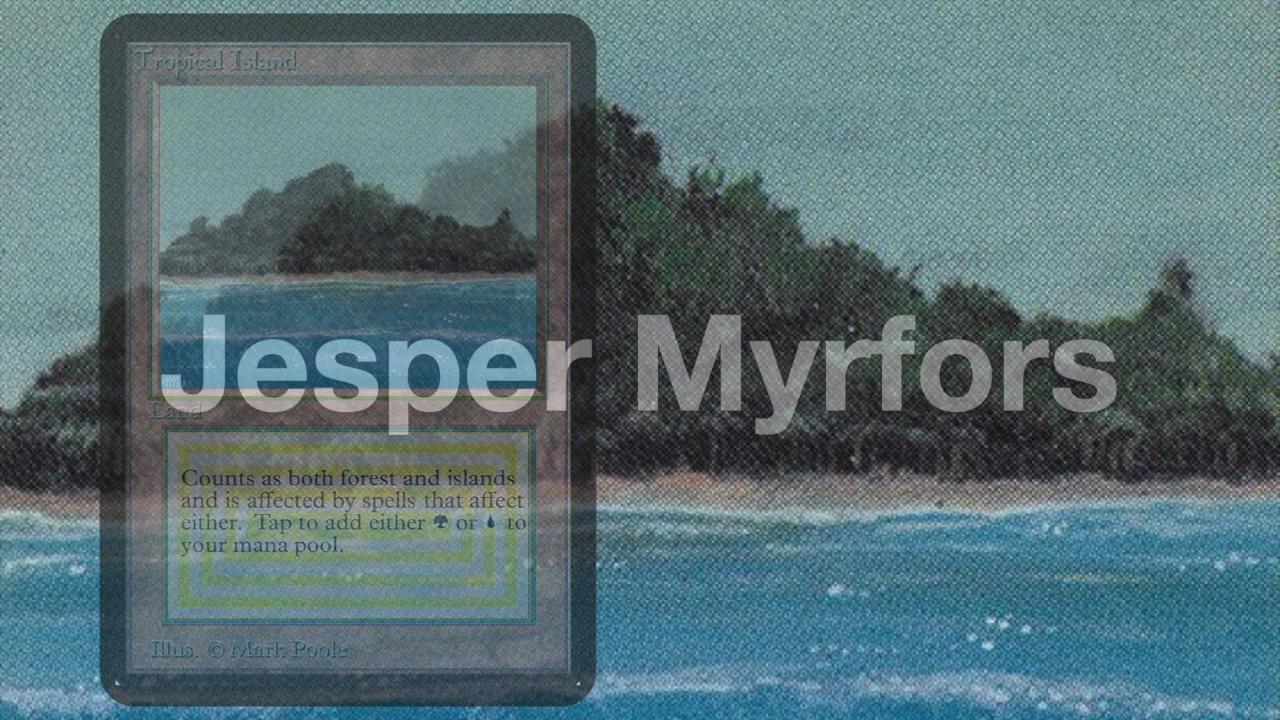 Tropical Island
Jesper Myrfors
Land
Counts as both forest and islands
and is affected by spells that affect
either. Tap to add either or to
your mana pool.
Illus. © Mark Poole